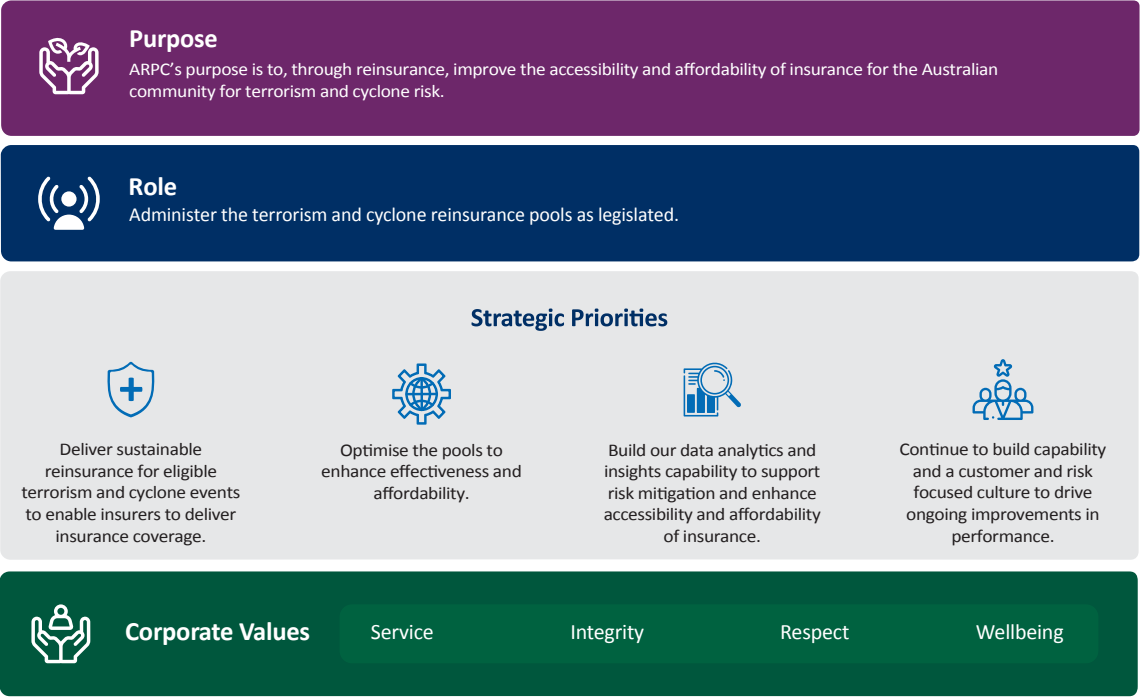 Purpose
ARPC's purpose is to, through reinsurance, improve the accessibility and affordability of insurance for the Australian
community for terrorism and cyclone risk.
Role
Administer the terrorism and cyclone reinsurance pools as legislated.
Strategic Priorities
Deliver sustainable
reinsurance for eligible
terrorism and cyclone events
to enable insurers to deliver
insurance coverage.
Optimise the pools to
enhance effectiveness and
affordability.
Build our data analytics and
insights capability to support
risk mitigation and enhance
accessibility and affordability
of insurance.
Continue to build capability
and a customer and risk
focused culture to drive
ongoing improvements in
performance.
Corporate Values
Service
Integrity
Respect
Wellbeing